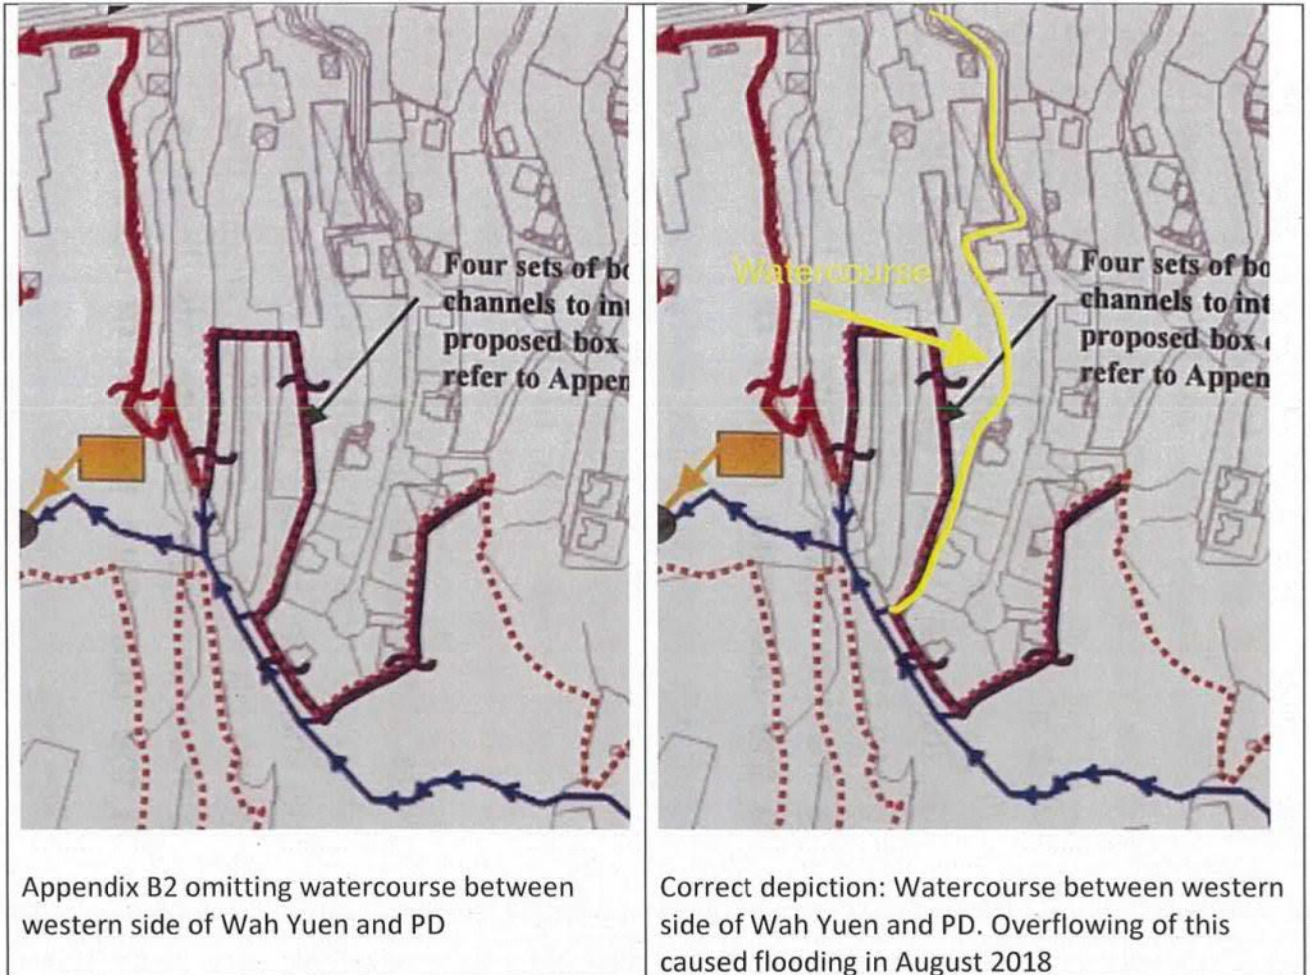 Four sets of bo
channels to int
proposed box
refer to Appen
Watercourse
Four sets of bo
channels to int
proposed box
refer to Appen
Appendix B2 omitting watercourse between
western side of Wah Yuen and PD
Correct depiction: Watercourse between western
side of Wah Yuen and PD. Overflowing of this
caused flooding in August 2018